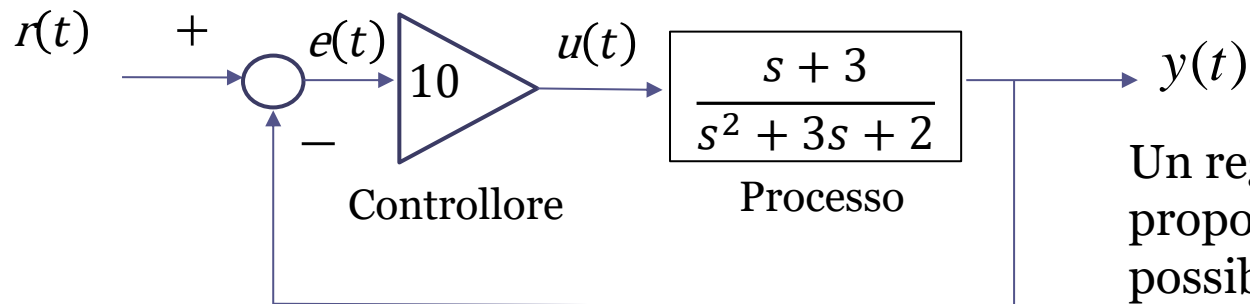 r(t) + e(t) 10 u(t) s + 3 y(t)
s² + 3s + 2
−
Controllore Processo
Un reg
propo
possib